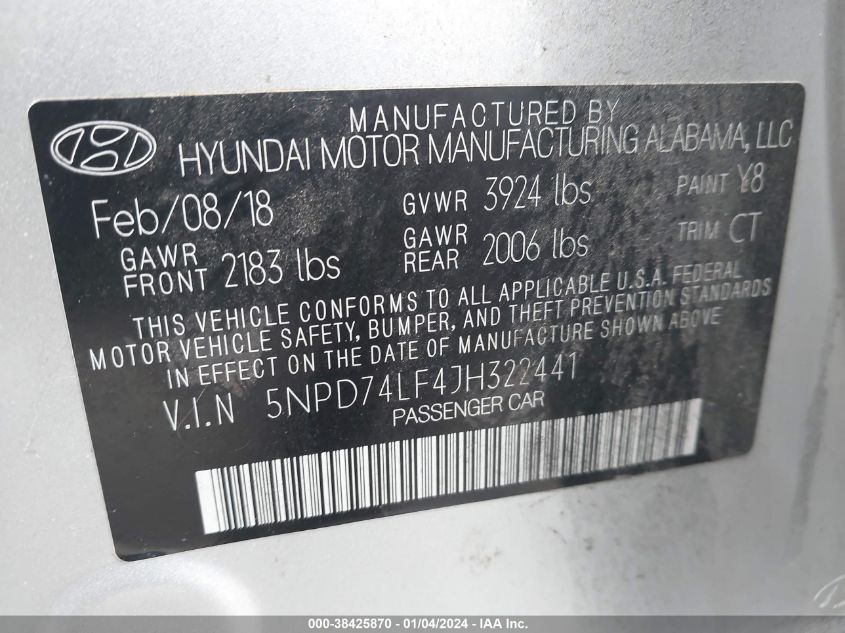 MANUFACTURED BY
HYUNDAI MOTOR MANUFACTURING ALABAMA, LLC
Feb/08/18 GVWR 3924 lbs PAINT Y8
GAWR FRONT 2183 lbs GAWR REAR 2006 lbs TRIM CT
THIS VEHICLE CONFORMS TO ALL APPLICABLE U.S.A. FEDERAL
MOTOR VEHICLE SAFETY, BUMPER, AND THEFT PREVENTION STANDARDS
IN EFFECT ON THE DATE OF MANUFACTURE SHOWN ABOVE
V.I.N 5NPD74LF4JH322441
PASSENGER CAR
000-38425870 - 01/04/2024 - IAA Inc.